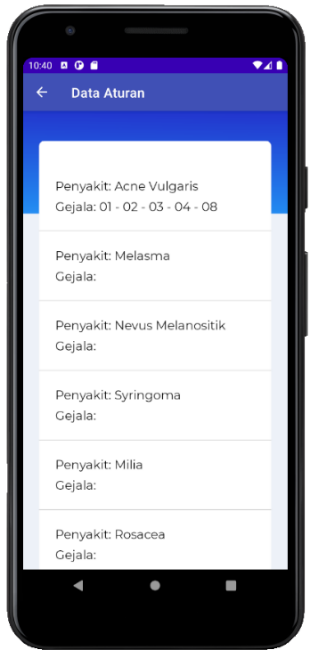 10:40
Data Aturan
Penyakit: Acne Vulgaris
Gejala: 01 - 02 - 03 - 04 - 08
Penyakit: Melasma
Gejala:
Penyakit: Nevus Melanositik
Gejala:
Penyakit: Syringoma
Gejala:
Penyakit: Milia
Gejala:
Penyakit: Rosacea
Gejala: